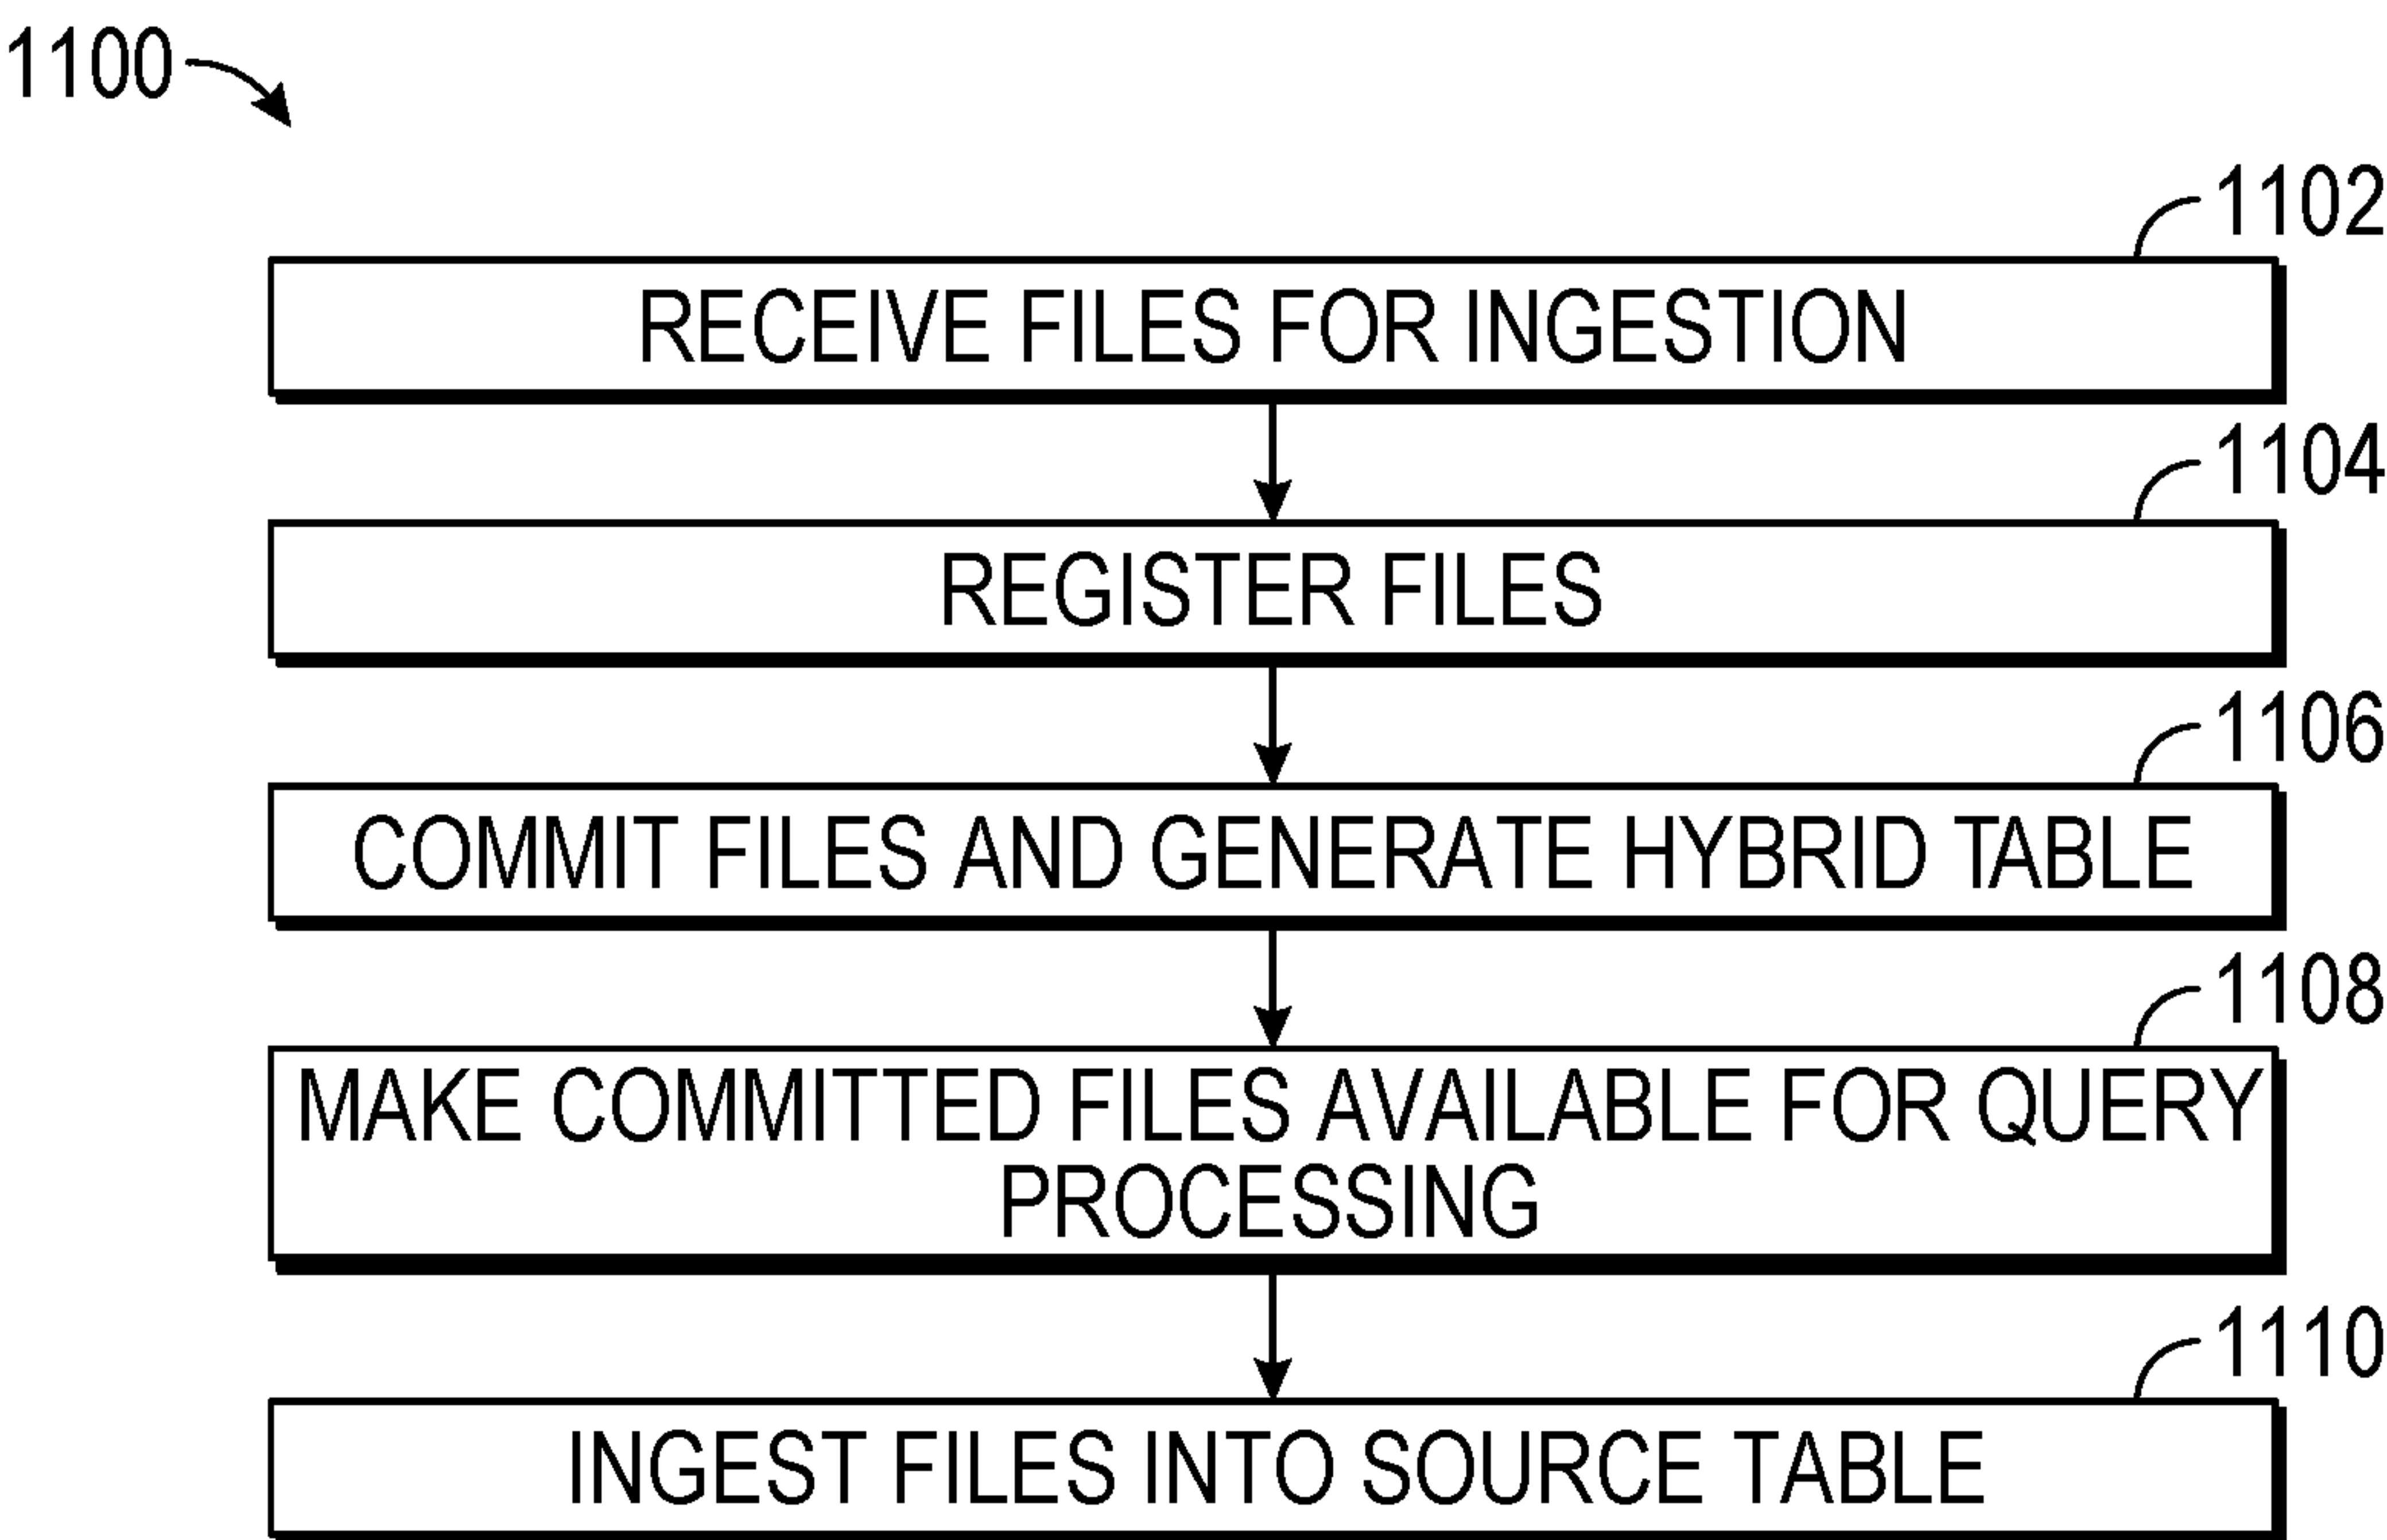 1100
1102
RECEIVE FILES FOR INGESTION
1104
REGISTER FILES
1106
COMMIT FILES AND GENERATE HYBRID TABLE
1108
MAKE COMMITTED FILES AVAILABLE FOR QUERY
PROCESSING
1110
INGEST FILES INTO SOURCE TABLE